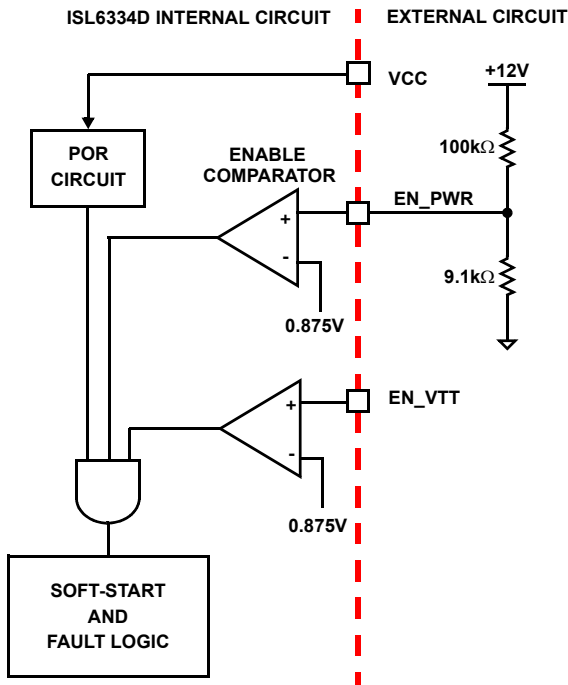 ISL6334D INTERNAL CIRCUIT
EXTERNAL CIRCUIT
VCC
+12V
POR
CIRCUIT
ENABLE
COMPARATOR
100kΩ
EN_PWR
+
-
0.875V
9.1kΩ
EN_VTT
+
-
0.875V
SOFT-START
AND
FAULT LOGIC